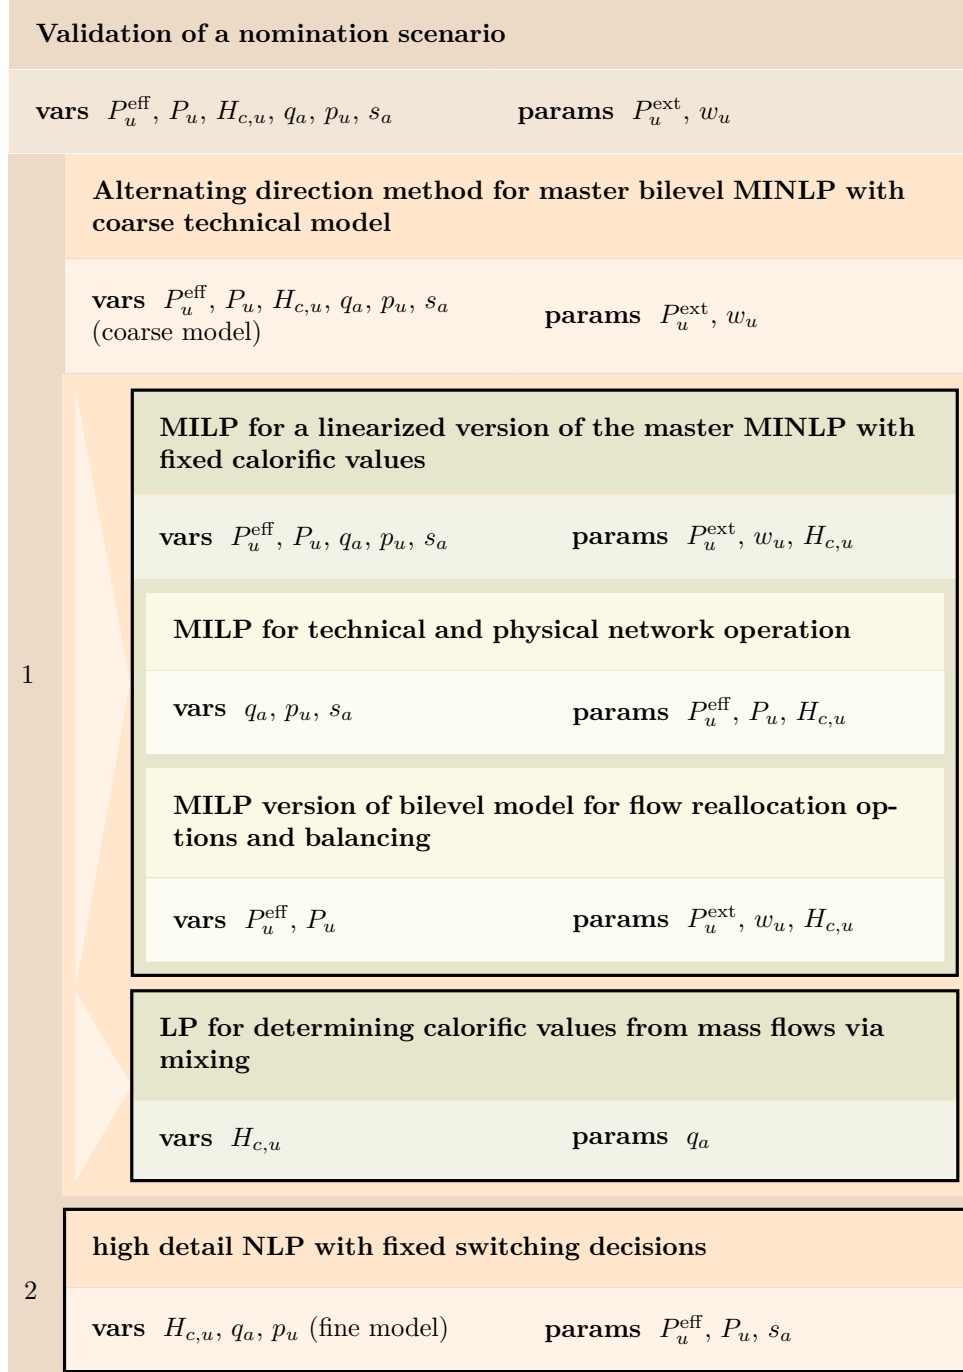 Validation of a nomination scenario
vars P_u^eff, P_u, H_{c,u}, q_a, p_u, s_a params P_u^ext, w_u
Alternating direction method for master bilevel MINLP with
coarse technical model
vars P_u^eff, P_u, H_{c,u}, q_a, p_u, s_a
(coarse model)
params P_u^ext, w_u
MILP for a linearized version of the master MINLP with
fixed calorific values
vars P_u^eff, P_u, q_a, p_u, s_a params P_u^ext, w_u, H_{c,u}
MILP for technical and physical network operation
1
vars q_a, p_u, s_a params P_u^eff, P_u, H_{c,u}
MILP version of bilevel model for flow reallocation op-
tions and balancing
vars P_u^eff, P_u params P_u^ext, w_u, H_{c,u}
LP for determining calorific values from mass flows via
mixing
vars H_{c,u} params q_a
high detail NLP with fixed switching decisions
2
vars H_{c,u}, q_a, p_u (fine model) params P_u^eff, P_u, s_a